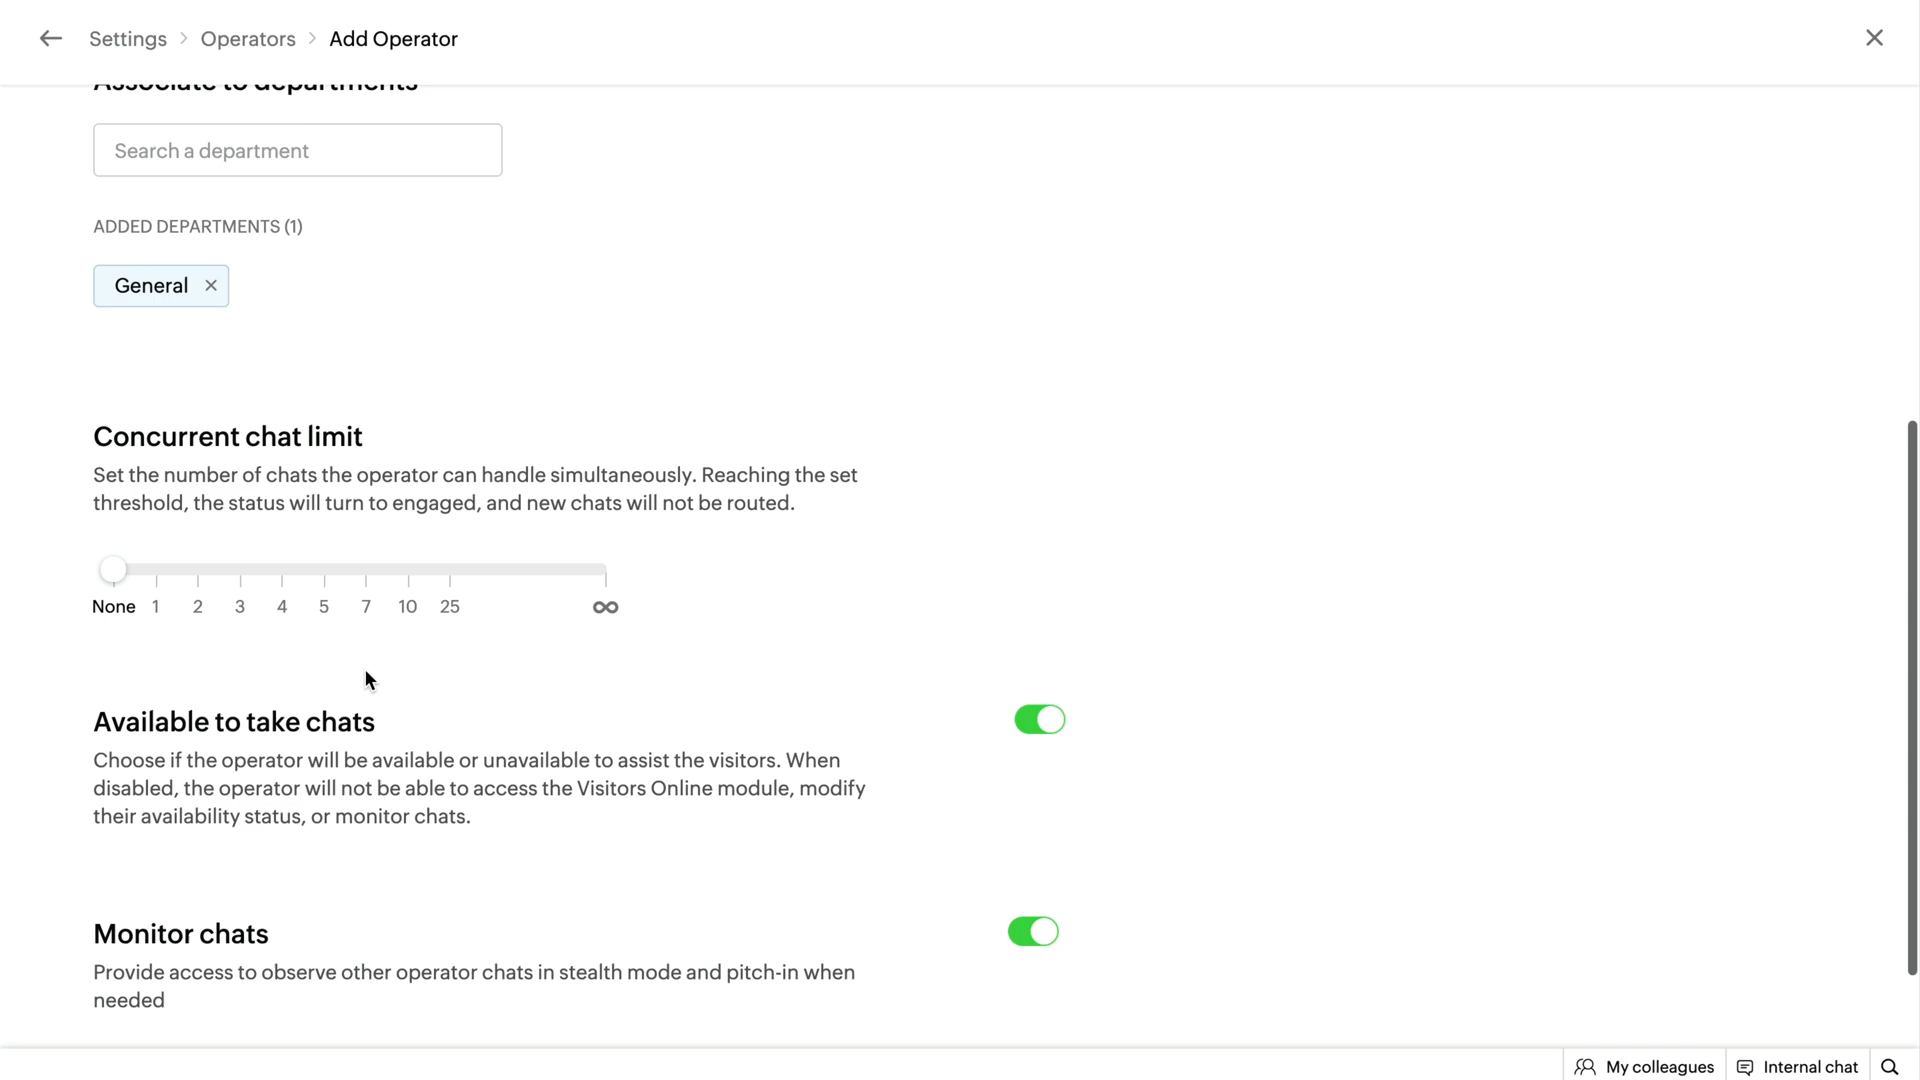 Settings > Operators > Add Operator
Associate to departments
Search a department
ADDED DEPARTMENTS (1)
General ×
Concurrent chat limit
Set the number of chats the operator can handle simultaneously. Reaching the set
threshold, the status will turn to engaged, and new chats will not be routed.
None 1 2 3 4 5 7 10 25 ∞
Available to take chats
Choose if the operator will be available or unavailable to assist the visitors. When
disabled, the operator will not be able to access the Visitors Online module, modify
their availability status, or monitor chats.
Monitor chats
Provide access to observe other operator chats in stealth mode and pitch-in when
needed
My colleagues Internal chat